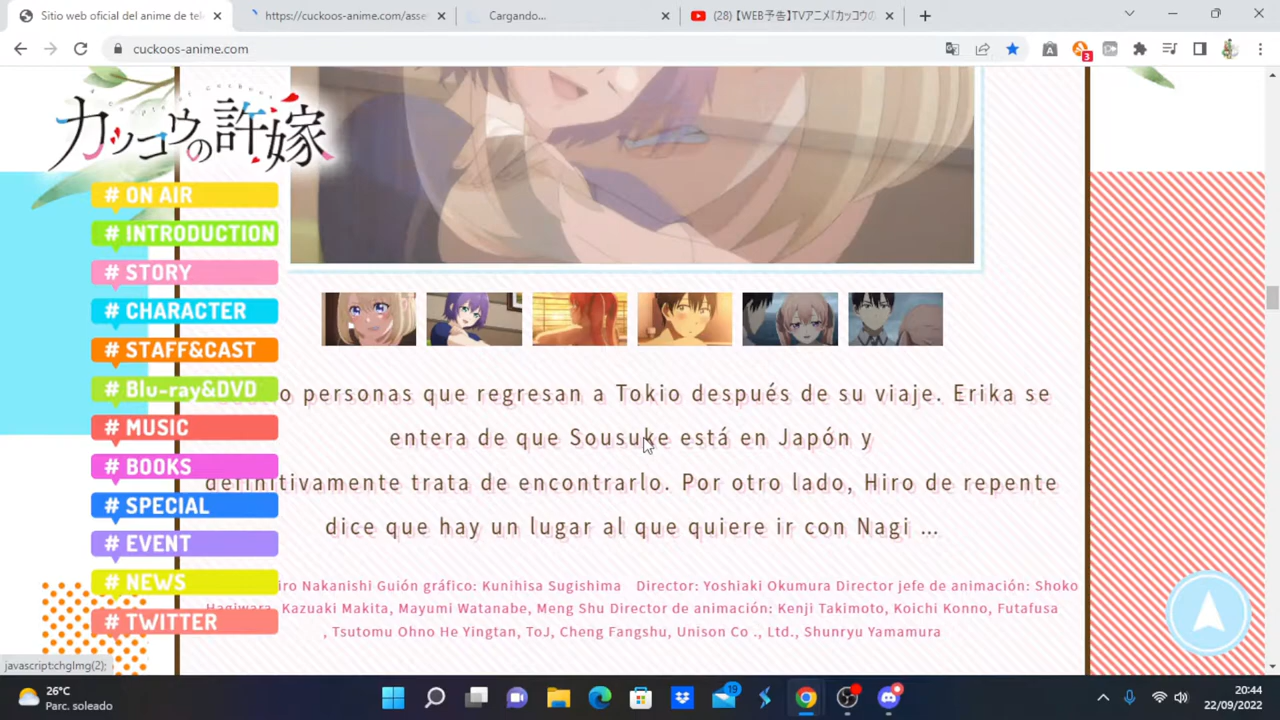 Sitio web oficial del anime de tele
https://cuckoos-anime.com/asse
Cargando...
(28) 【WEB予告】TVアニメ『カッコウの
cuckoos-anime.com
3
カッコウの許嫁
# ON AIR
# INTRODUCTION
# STORY
# CHARACTER
# STAFF&CAST
# Blu-ray&DVD
# MUSIC
# BOOKS
# SPECIAL
# EVENT
# NEWS
# TWITTER
o personas que regresan a Tokio después de su viaje. Erika se
entera de que Sousuke está en Japón y
definitivamente trata de encontrarlo. Por otro lado, Hiro de repente
dice que hay un lugar al que quiere ir con Nagi ...
iro Nakanishi Guión gráfico: Kunihisa Sugishima Director: Yoshiaki Okumura Director jefe de animación: Shoko
Hagiwara, Kazuaki Makita, Mayumi Watanabe, Meng Shu Director de animación: Kenji Takimoto, Koichi Konno, Futafusa
, Tsutomu Ohno He Yingtan, ToJ, Cheng Fangshu, Unison Co ., Ltd., Shunryu Yamamura
javascript:chgImg(2);
26°C
Parc. soleado
19
20:44
22/09/2022